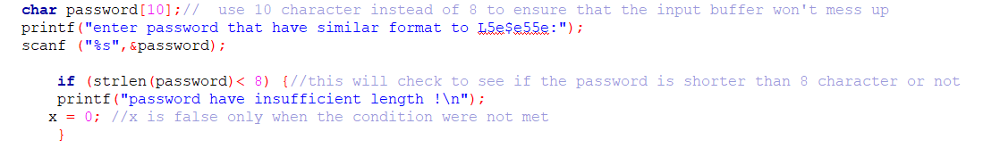 char password[10];//  use 10 character instead of 8 to ensure that the input buffer won't mess up
printf("enter password that have similar format to L5e$e55e:");
scanf ("%s",&password);
if (strlen(password)< 8) {//this will check to see if the password is shorter than 8 character or not
printf("password have insufficient length !\n");
x = 0; //x is false only when the condition were not met
}